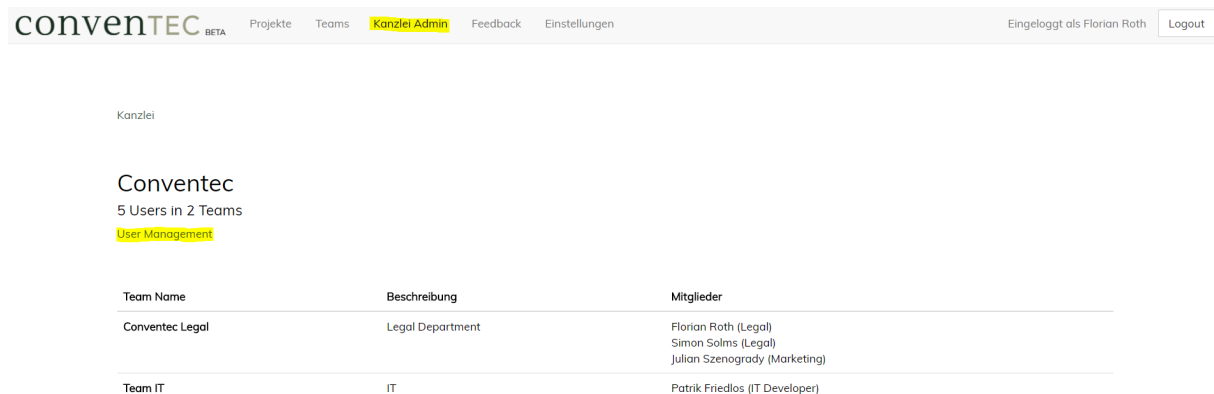 conventec BETA Projekte Teams Kanzlei Admin Feedback Einstellungen Eingeloggt als Florian Roth Logout
Kanzlei
Conventec
5 Users in 2 Teams
User Management
Team Name Beschreibung Mitglieder
Conventec Legal Legal Department Florian Roth (Legal)
Simon Solms (Legal)
Julian Szenogrady (Marketing)
Team IT IT Patrik Friedlos (IT Developer)